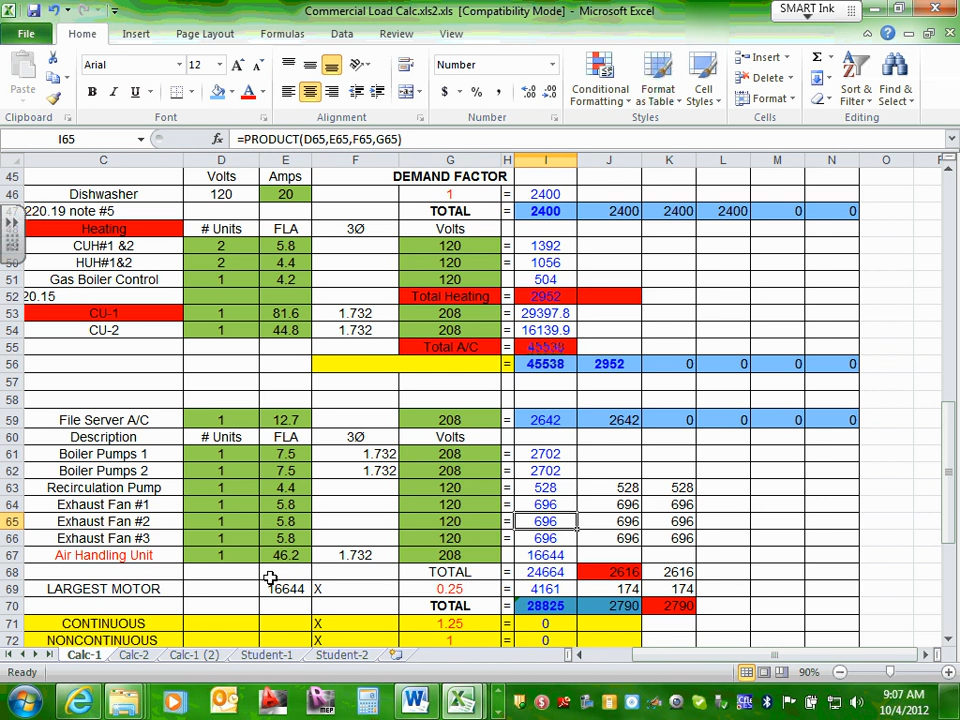 Commercial Load Calc.xls2.xls [Compatibility Mode] - Microsoft Excel
SMART Ink
File Home Insert Page Layout Formulas Data Review View
Paste
Arial 12
Number
$ % ,
Conditional Formatting
Format as Table
Cell Styles
Insert
Delete
Format
Sort & Filter
Find & Select
Clipboard Font Alignment Number Styles Cells Editing
I65 fx =PRODUCT(D65,E65,F65,G65)
C D E F G H I J K L M N O
45 Volts Amps DEMAND FACTOR
46 Dishwasher 120 20 1 = 2400
220.19 note #5 TOTAL = 2400 2400 2400 2400 0 0
Heating # Units FLA 3Ø Volts
CUH#1 &2 2 5.8 120 = 1392
HUH#1&2 2 4.4 120 = 1056
51 Gas Boiler Control 1 4.2 120 504
52 20.15 Total Heating = 2952
53 CU-1 1 81.6 1.732 208 = 29397.8
54 CU-2 1 44.8 1.732 208 = 16139.9
55 Total A/C = 45538
56 = 45538 2952 0 0 0 0
57
58
59 File Server A/C 1 12.7 208 = 2642 2642 0 0 0 0
60 Description # Units FLA 3Ø Volts
61 Boiler Pumps 1 1 7.5 1.732 208 = 2702
62 Boiler Pumps 2 1 7.5 1.732 208 = 2702
63 Recirculation Pump 1 4.4 120 = 528 528 528
64 Exhaust Fan #1 1 5.8 120 = 696 696 696
65 Exhaust Fan #2 1 5.8 120 = 696 696 696
66 Exhaust Fan #3 1 5.8 120 = 696 696 696
67 Air Handling Unit 1 46.2 1.732 208 16644
68 TOTAL = 24664 2616 2616
69 LARGEST MOTOR 16644 X 0.25 = 4161 174 174
70 TOTAL = 28825 2790 2790
71 CONTINUOUS X 1.25 = 0
72 NONCONTINUOUS X 1 = 0
Calc-1 Calc-2 Calc-1 (2) Student-1 Student-2
Ready 90%
9:07 AM
10/4/2012